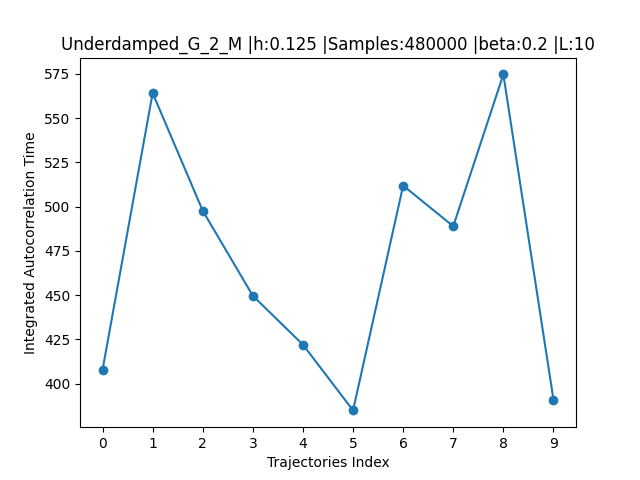 Underdamped_G_2_M |h:0.125 |Samples:480000 |beta:0.2 |L:10
Integrated Autocorrelation Time
575
550
525
500
475
450
425
400
0 1 2 3 4 5 6 7 8 9
Trajectories Index